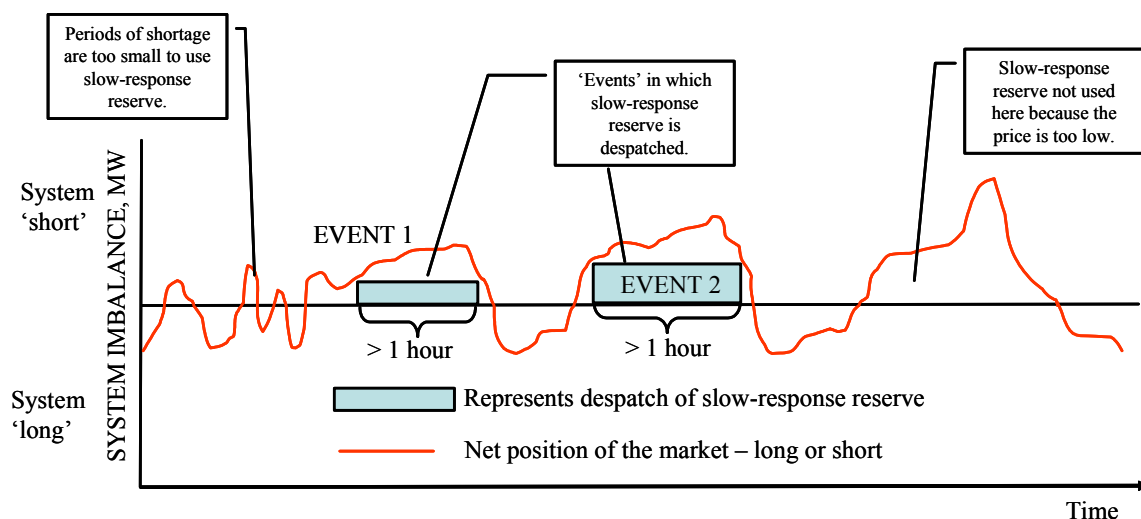 Periods of shortage
are too small to use
slow-response
reserve.
‘Events’ in which
slow-response
reserve is
despatched.
Slow-response
reserve not used
here because the
price is too low.
System
‘short’
SYSTEM IMBALANCE, MW
EVENT 1
EVENT 2
> 1 hour
> 1 hour
System
‘long’
Represents despatch of slow-response reserve
Net position of the market – long or short
Time